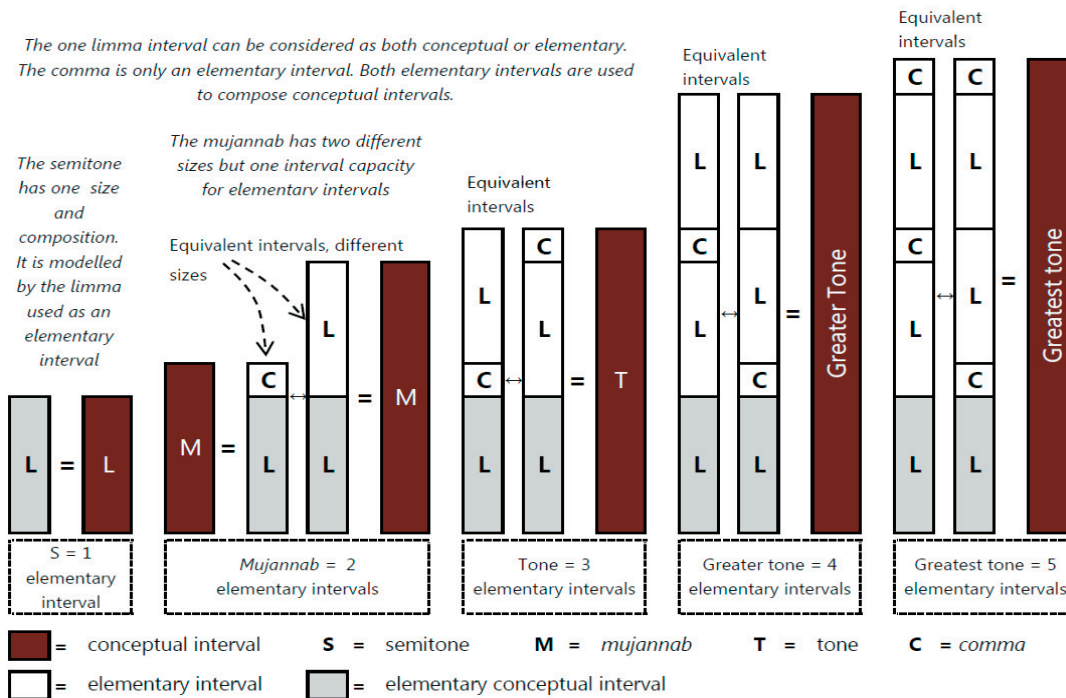 The one limma interval can be considered as both conceptual or elementary.
The comma is only an elementary interval. Both elementary intervals are used
to compose conceptual intervals.
The semitone
has one size
and
composition.
It is modelled
by the limma
used as an
elementary
interval
The mujannab has two different
sizes but one interval capacity
for elementary intervals
Equivalent intervals, different
sizes
Equivalent
intervals
Equivalent
intervals
Equivalent
intervals
L = L
M = C L ↔ L L = M
L C L ↔ C L L = T
L C L L ↔ L L C L = Greater Tone
C L C L L ↔ C L L C L = Greatest tone
S = 1
elementary
interval
Mujannab = 2
elementary intervals
Tone = 3
elementary intervals
Greater tone = 4
elementary intervals
Greatest tone = 5
elementary intervals
= conceptual interval S = semitone M = mujannab T = tone C = comma
= elementary interval = elementary conceptual interval